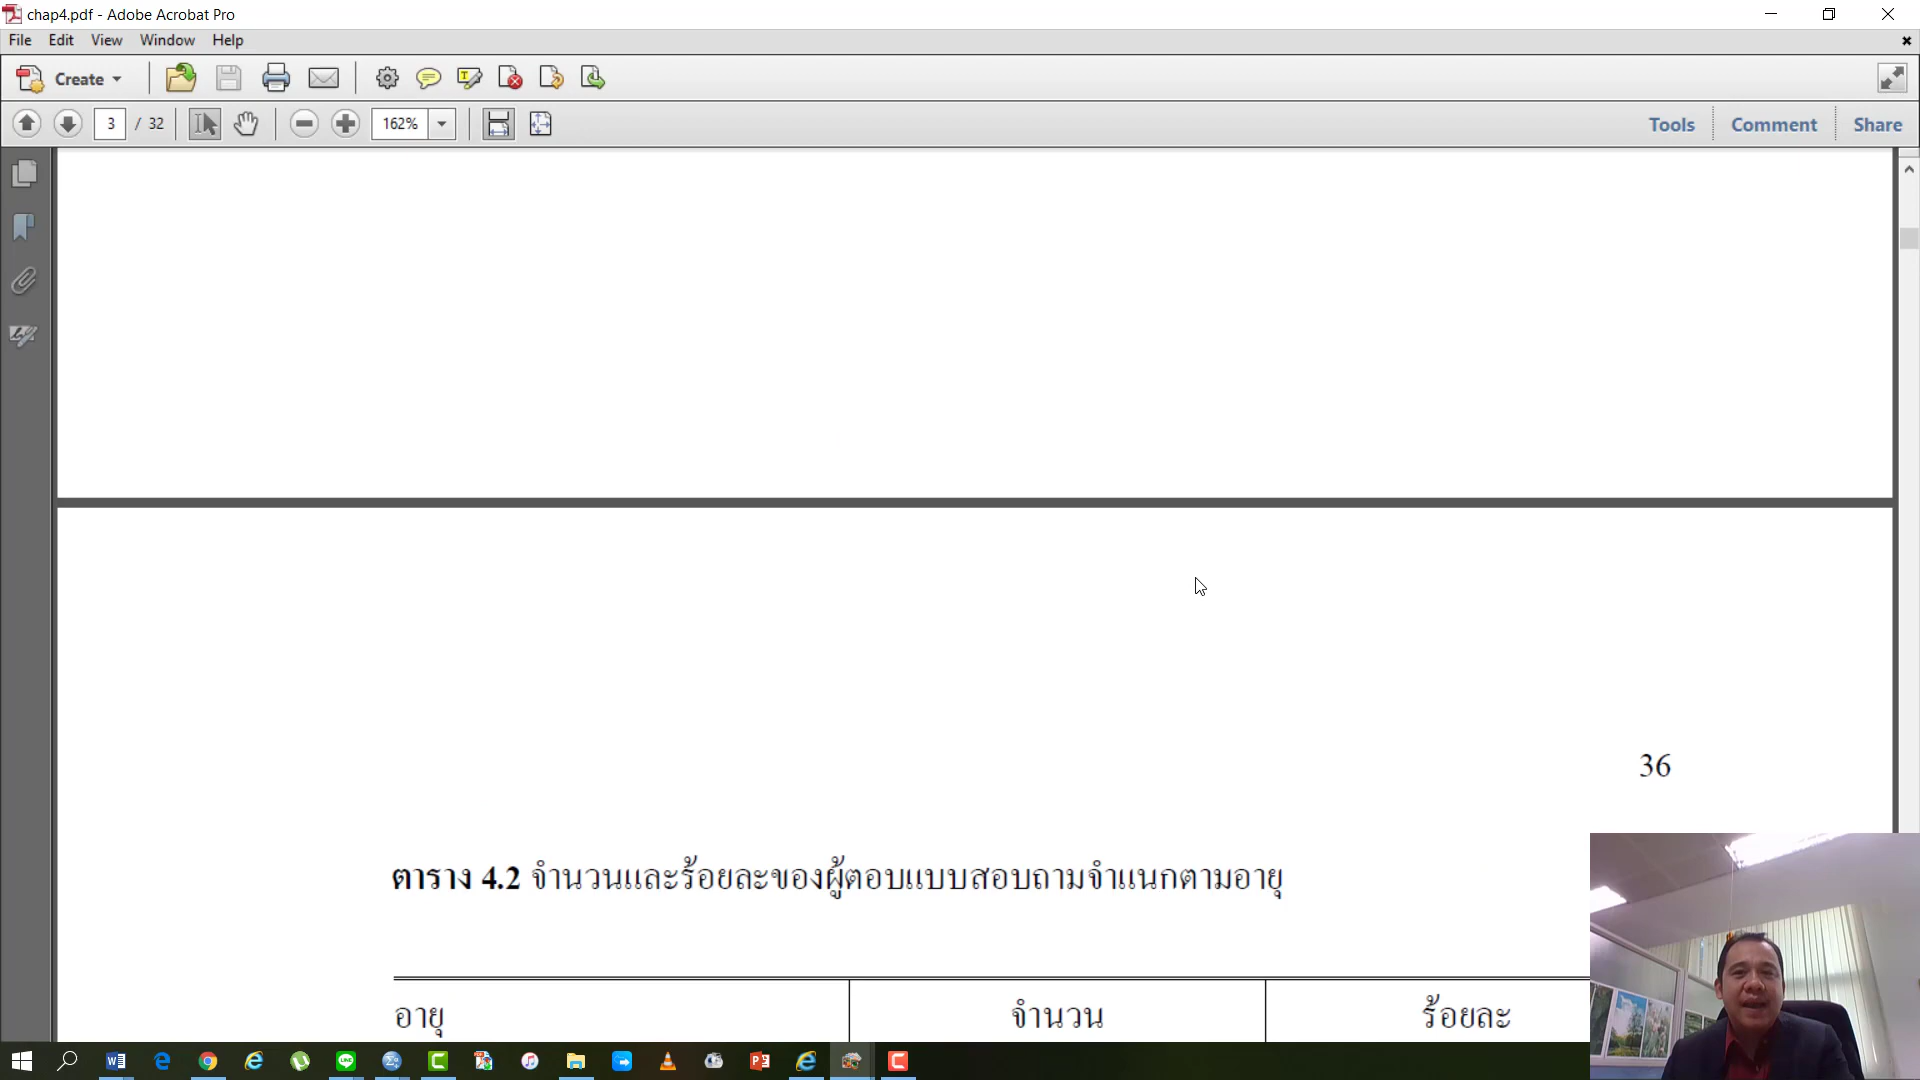 chap4.pdf - Adobe Acrobat Pro
File Edit View Window Help
Create
3 / 32 162% Tools Comment Share
36
ตาราง 4.2 จำนวนและร้อยละของผู้ตอบแบบสอบถามจำแนกตามอายุ
อายุ จำนวน ร้อยละ